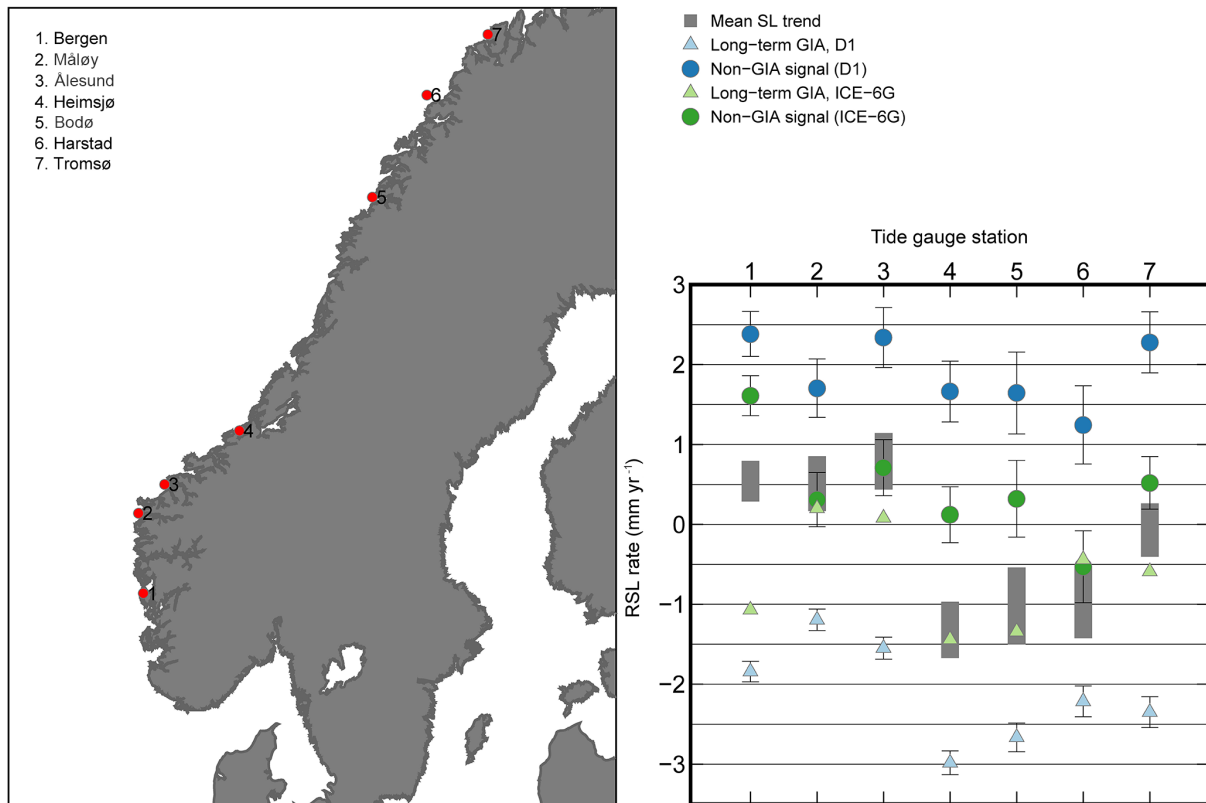 1. Bergen
2. Måløy
3. Ålesund
4. Heimsjø
5. Bodø
6. Harstad
7. Tromsø
7
6
5
4
3
2
1
Mean SL trend
Long−term GIA, D1
Non−GIA signal (D1)
Long−term GIA, ICE−6G
Non−GIA signal (ICE−6G)
Tide gauge station
1 2 3 4 5 6 7
RSL rate (mm yr⁻¹)
3
2
1
0
−1
−2
−3